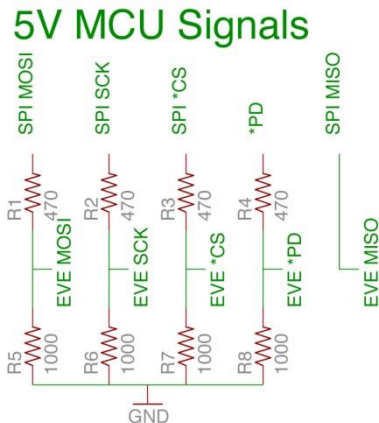 5V MCU Signals
SPI MOSI
SPI SCK
SPI *CS
*PD
SPI MISO
R1
470
R2
470
R3
470
R4
470
EVE MOSI
EVE SCK
EVE *CS
EVE *PD
EVE MISO
R5
1000
R6
1000
R7
1000
R8
1000
GND